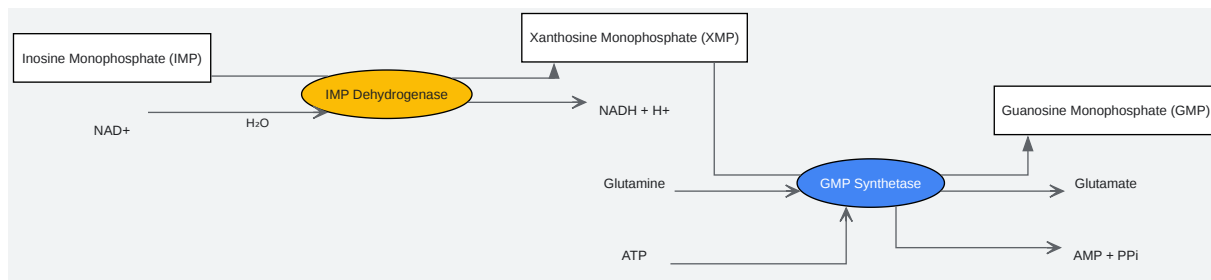 Inosine Monophosphate (IMP)
Xanthosine Monophosphate (XMP)
IMP Dehydrogenase
NAD+
H₂O
NADH + H+
Guanosine Monophosphate (GMP)
Glutamine
GMP Synthetase
Glutamate
ATP
AMP + PPi